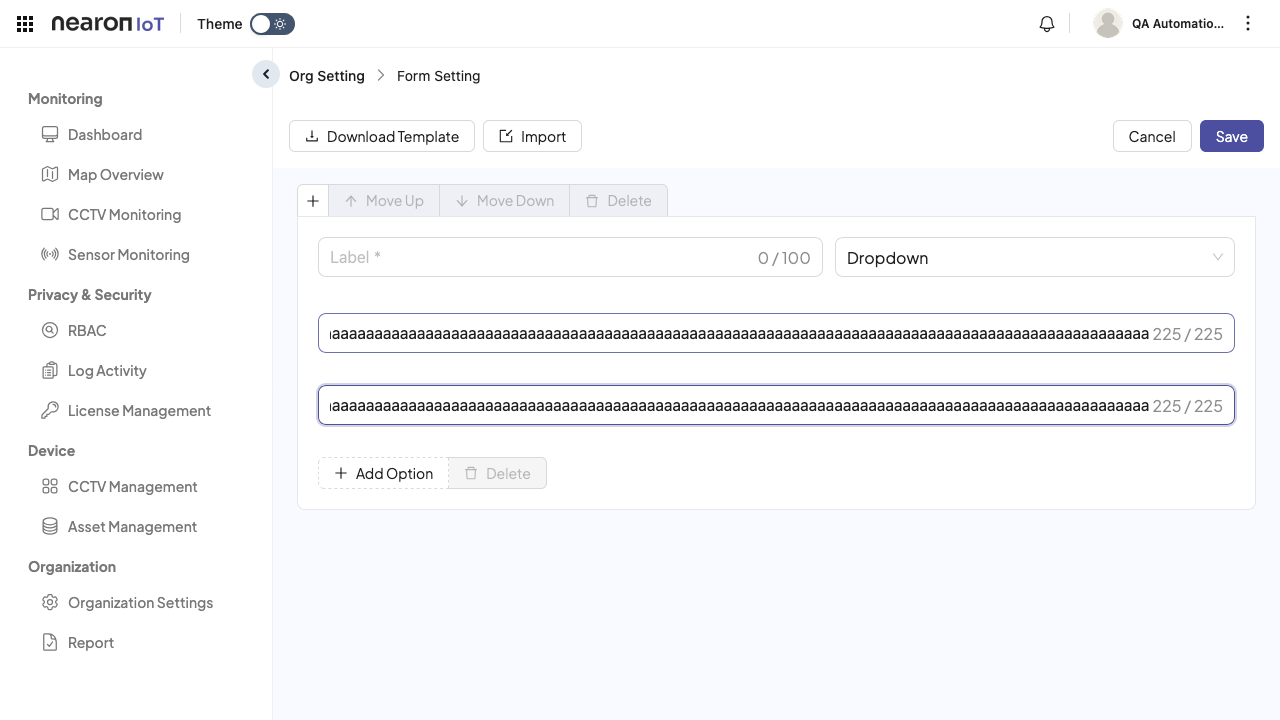 nearon IoT
Theme
QA Automatio...
Org Setting
Form Setting
Monitoring
Dashboard
Map Overview
CCTV Monitoring
Sensor Monitoring
Privacy & Security
RBAC
Log Activity
License Management
Device
CCTV Management
Asset Management
Organization
Organization Settings
Report
Download Template
Import
Cancel
Save
Move Up
Move Down
Delete
Label *
0 / 100
Dropdown
225 / 225
225 / 225
Add Option
Delete